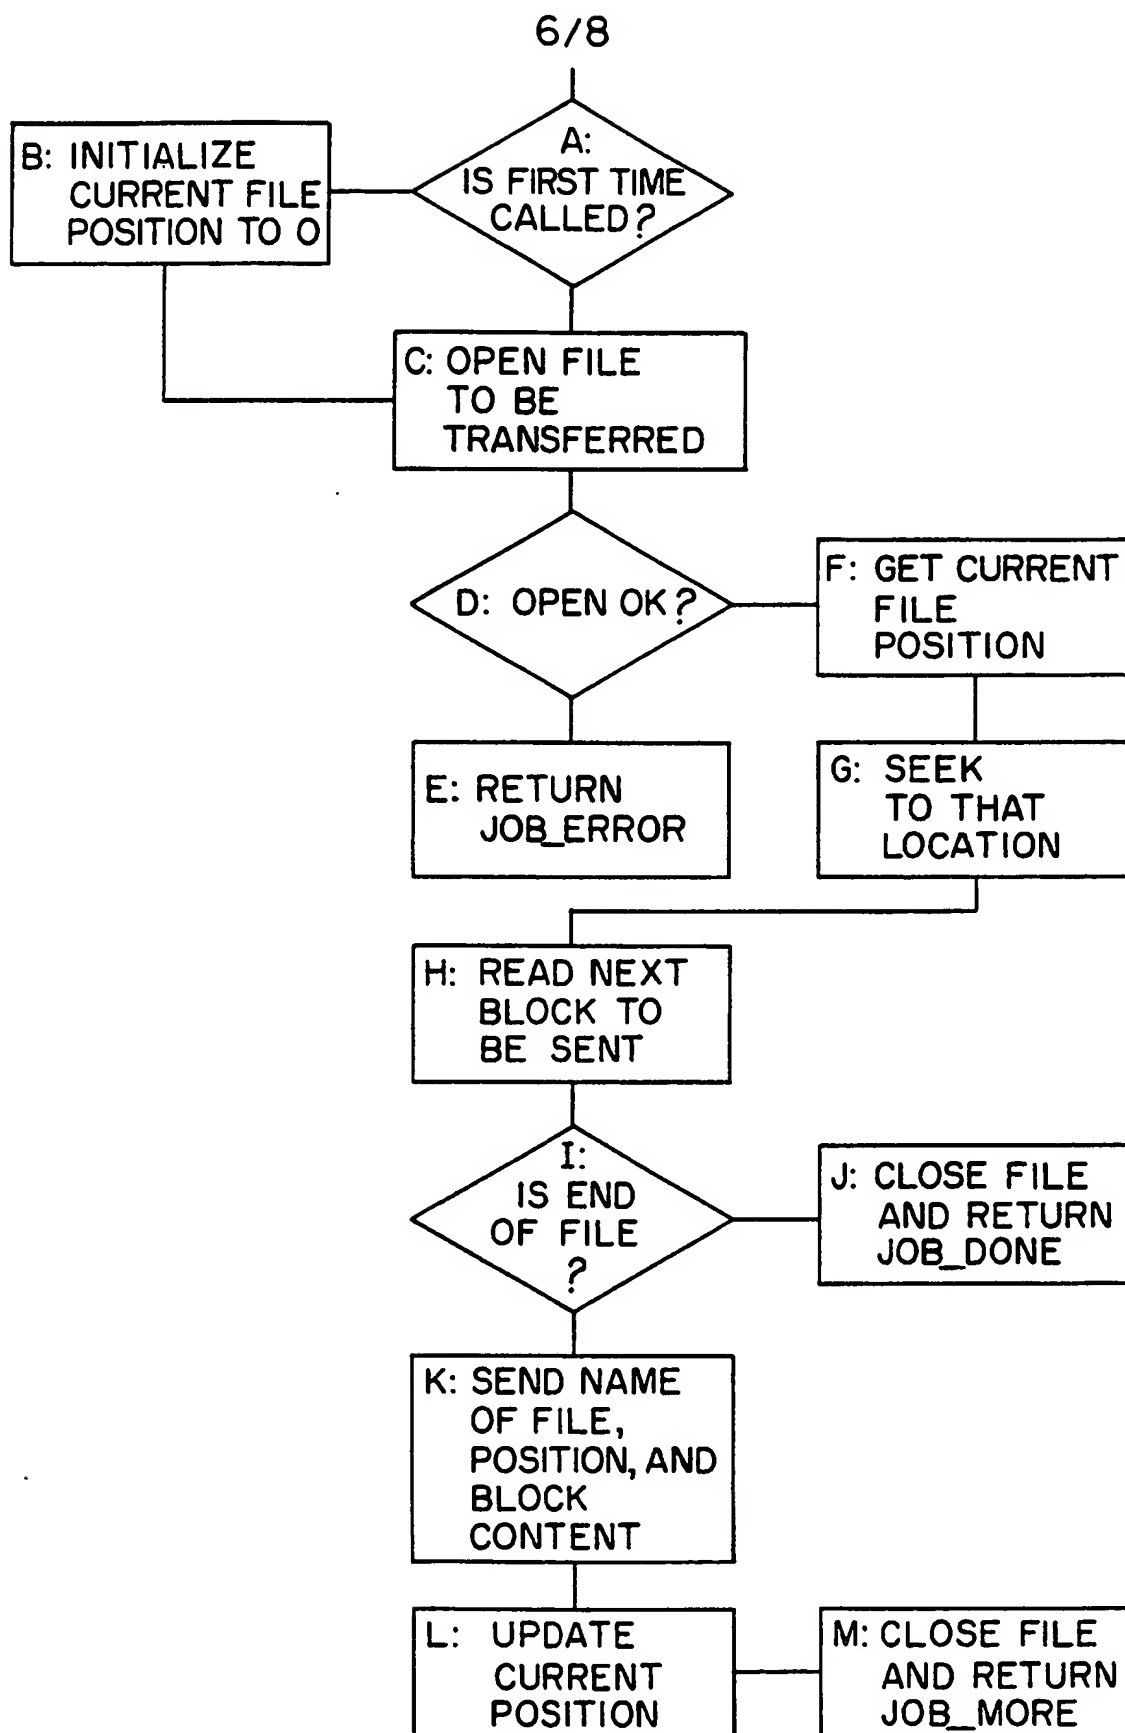 6/8
A:
IS FIRST TIME
CALLED?
B: INITIALIZE
CURRENT FILE
POSITION TO 0
C: OPEN FILE
TO BE
TRANSFERRED
D: OPEN OK?
F: GET CURRENT
FILE
POSITION
E: RETURN
JOB_ERROR
G: SEEK
TO THAT
LOCATION
H: READ NEXT
BLOCK TO
BE SENT
I:
IS END
OF FILE
?
J: CLOSE FILE
AND RETURN
JOB_DONE
K: SEND NAME
OF FILE,
POSITION, AND
BLOCK
CONTENT
L: UPDATE
CURRENT
POSITION
M: CLOSE FILE
AND RETURN
JOB_MORE